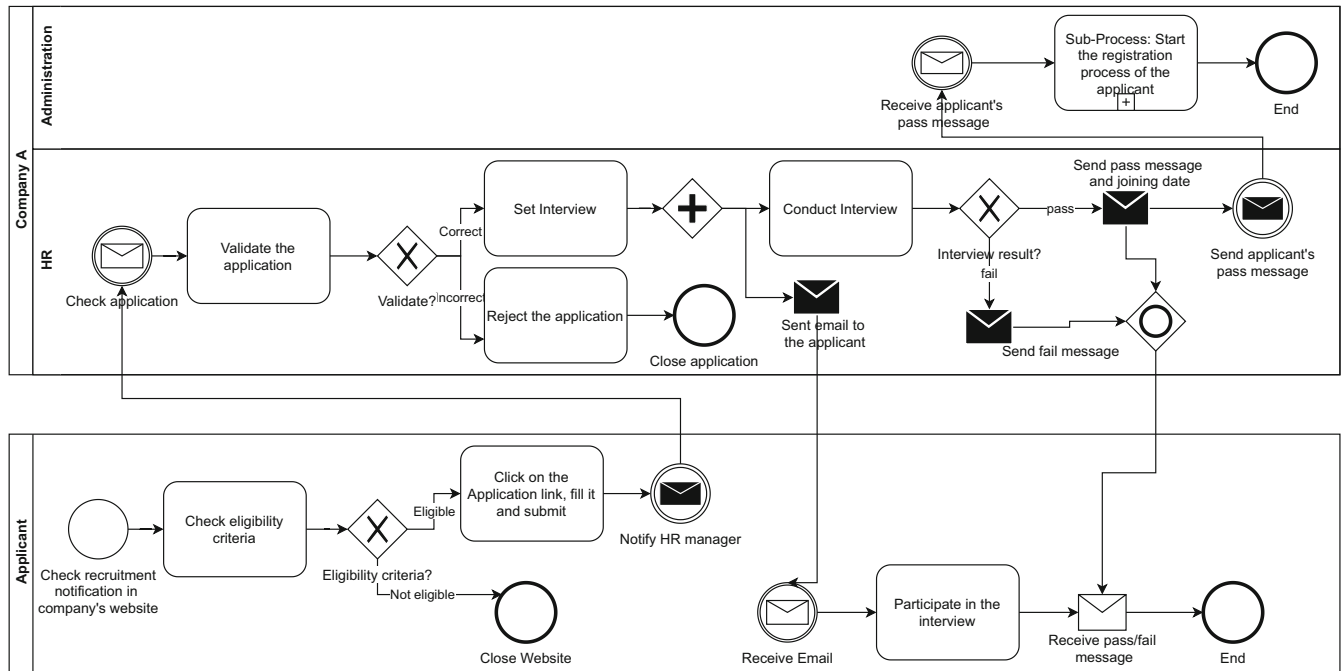 Company A
Administration
Receive applicant's
pass message
Sub-Process: Start
the registration
process of the
applicant
End
HR
Check application
Validate the
application
Validate?
Correct
Incorrect
Set Interview
Reject the application
Close application
Conduct Interview
Sent email to
the applicant
Interview result?
pass
fail
Send pass message
and joining date
Send fail message
Send applicant's
pass message
Applicant
Check recruitment
notification in
company's website
Check eligibility
criteria
Eligibility criteria?
Eligible
Not eligible
Click on the
Application link, fill it
and submit
Notify HR manager
Close Website
Receive Email
Participate in the
interview
Receive pass/fail
message
End